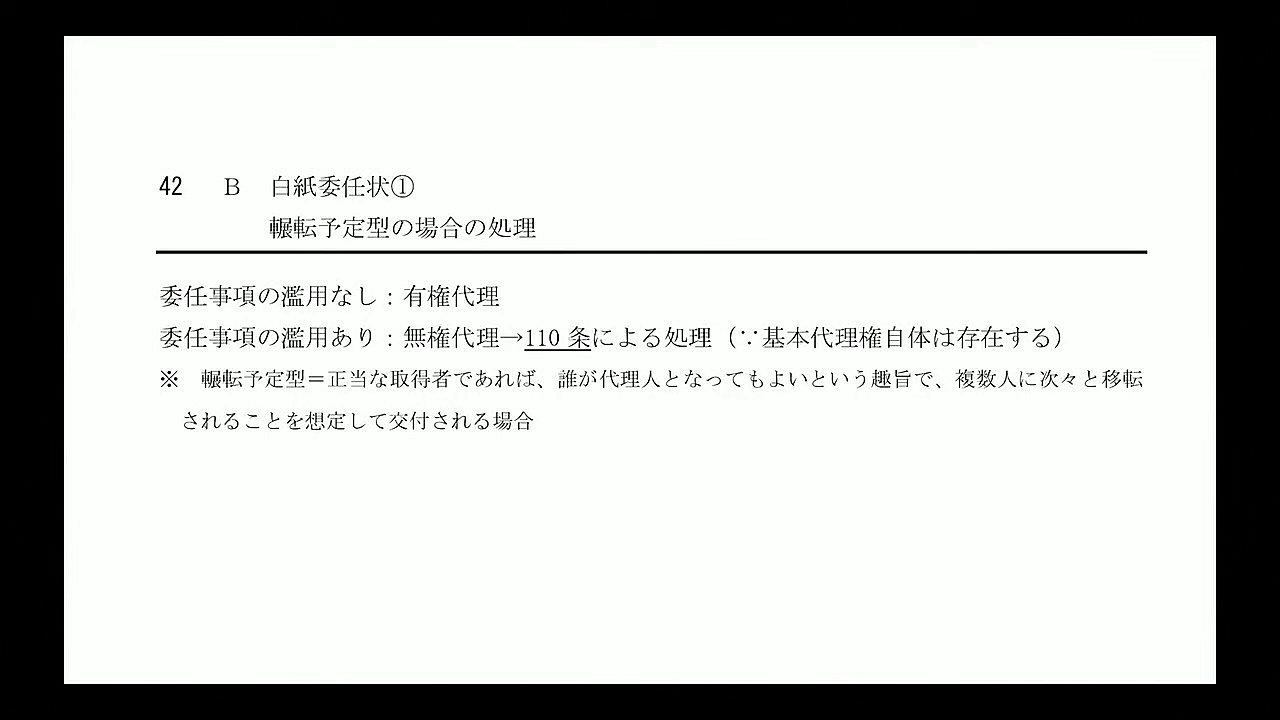 42 B 白紙委任状①
輾転予定型の場合の処理
委任事項の濫用なし：有権代理
委任事項の濫用あり：無権代理→110 条による処理（∵基本代理権自体は存在する）
※ 輾転予定型＝正当な取得者であれば、誰が代理人となってもよいという趣旨で、複数人に次々と移転
されることを想定して交付される場合